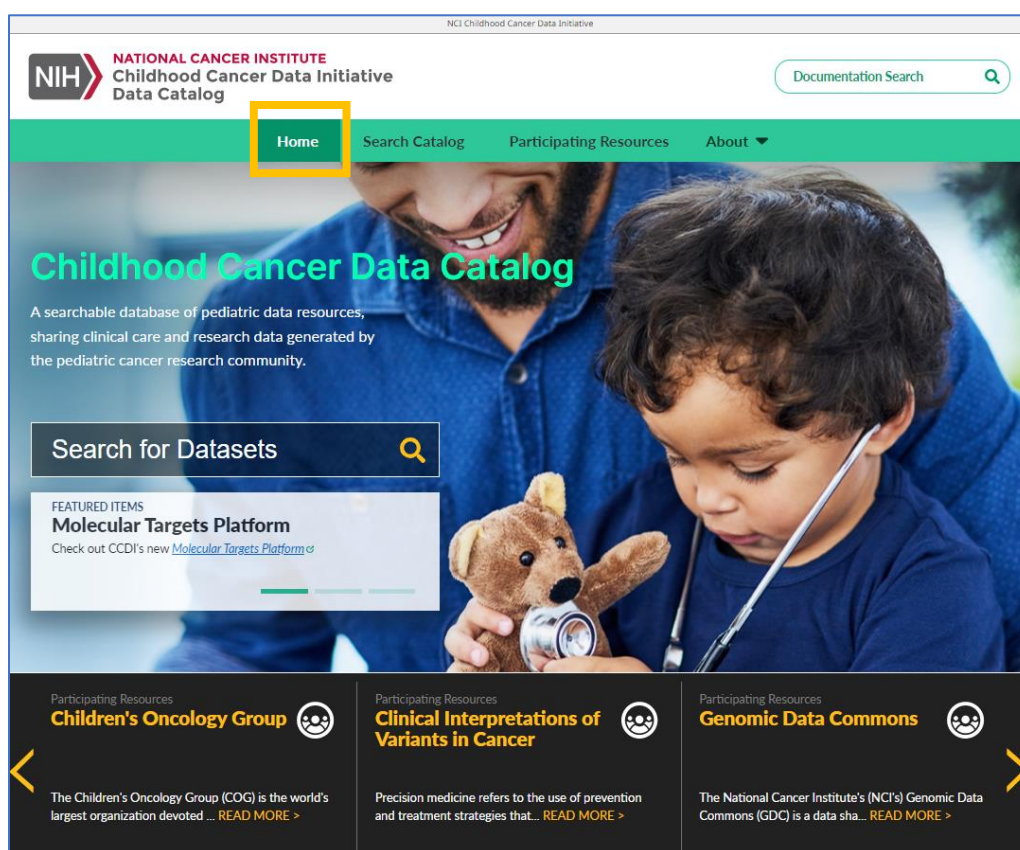 NCI Childhood Cancer Data Initiative
NIH
NATIONAL CANCER INSTITUTE
Childhood Cancer Data Initiative
Data Catalog
Documentation Search
Home
Search Catalog
Participating Resources
About
Childhood Cancer Data Catalog
A searchable database of pediatric data resources,
sharing clinical care and research data generated by
the pediatric cancer research community.
Search for Datasets
FEATURED ITEMS
Molecular Targets Platform
Check out CCDI's new Molecular Targets Platform
Participating Resources
Children's Oncology Group
The Children's Oncology Group (COG) is the world's
largest organization devoted ... READ MORE >
Participating Resources
Clinical Interpretations of
Variants in Cancer
Precision medicine refers to the use of prevention
and treatment strategies that... READ MORE >
Participating Resources
Genomic Data Commons
The National Cancer Institute's (NCI's) Genomic Data
Commons (GDC) is a data sha... READ MORE >